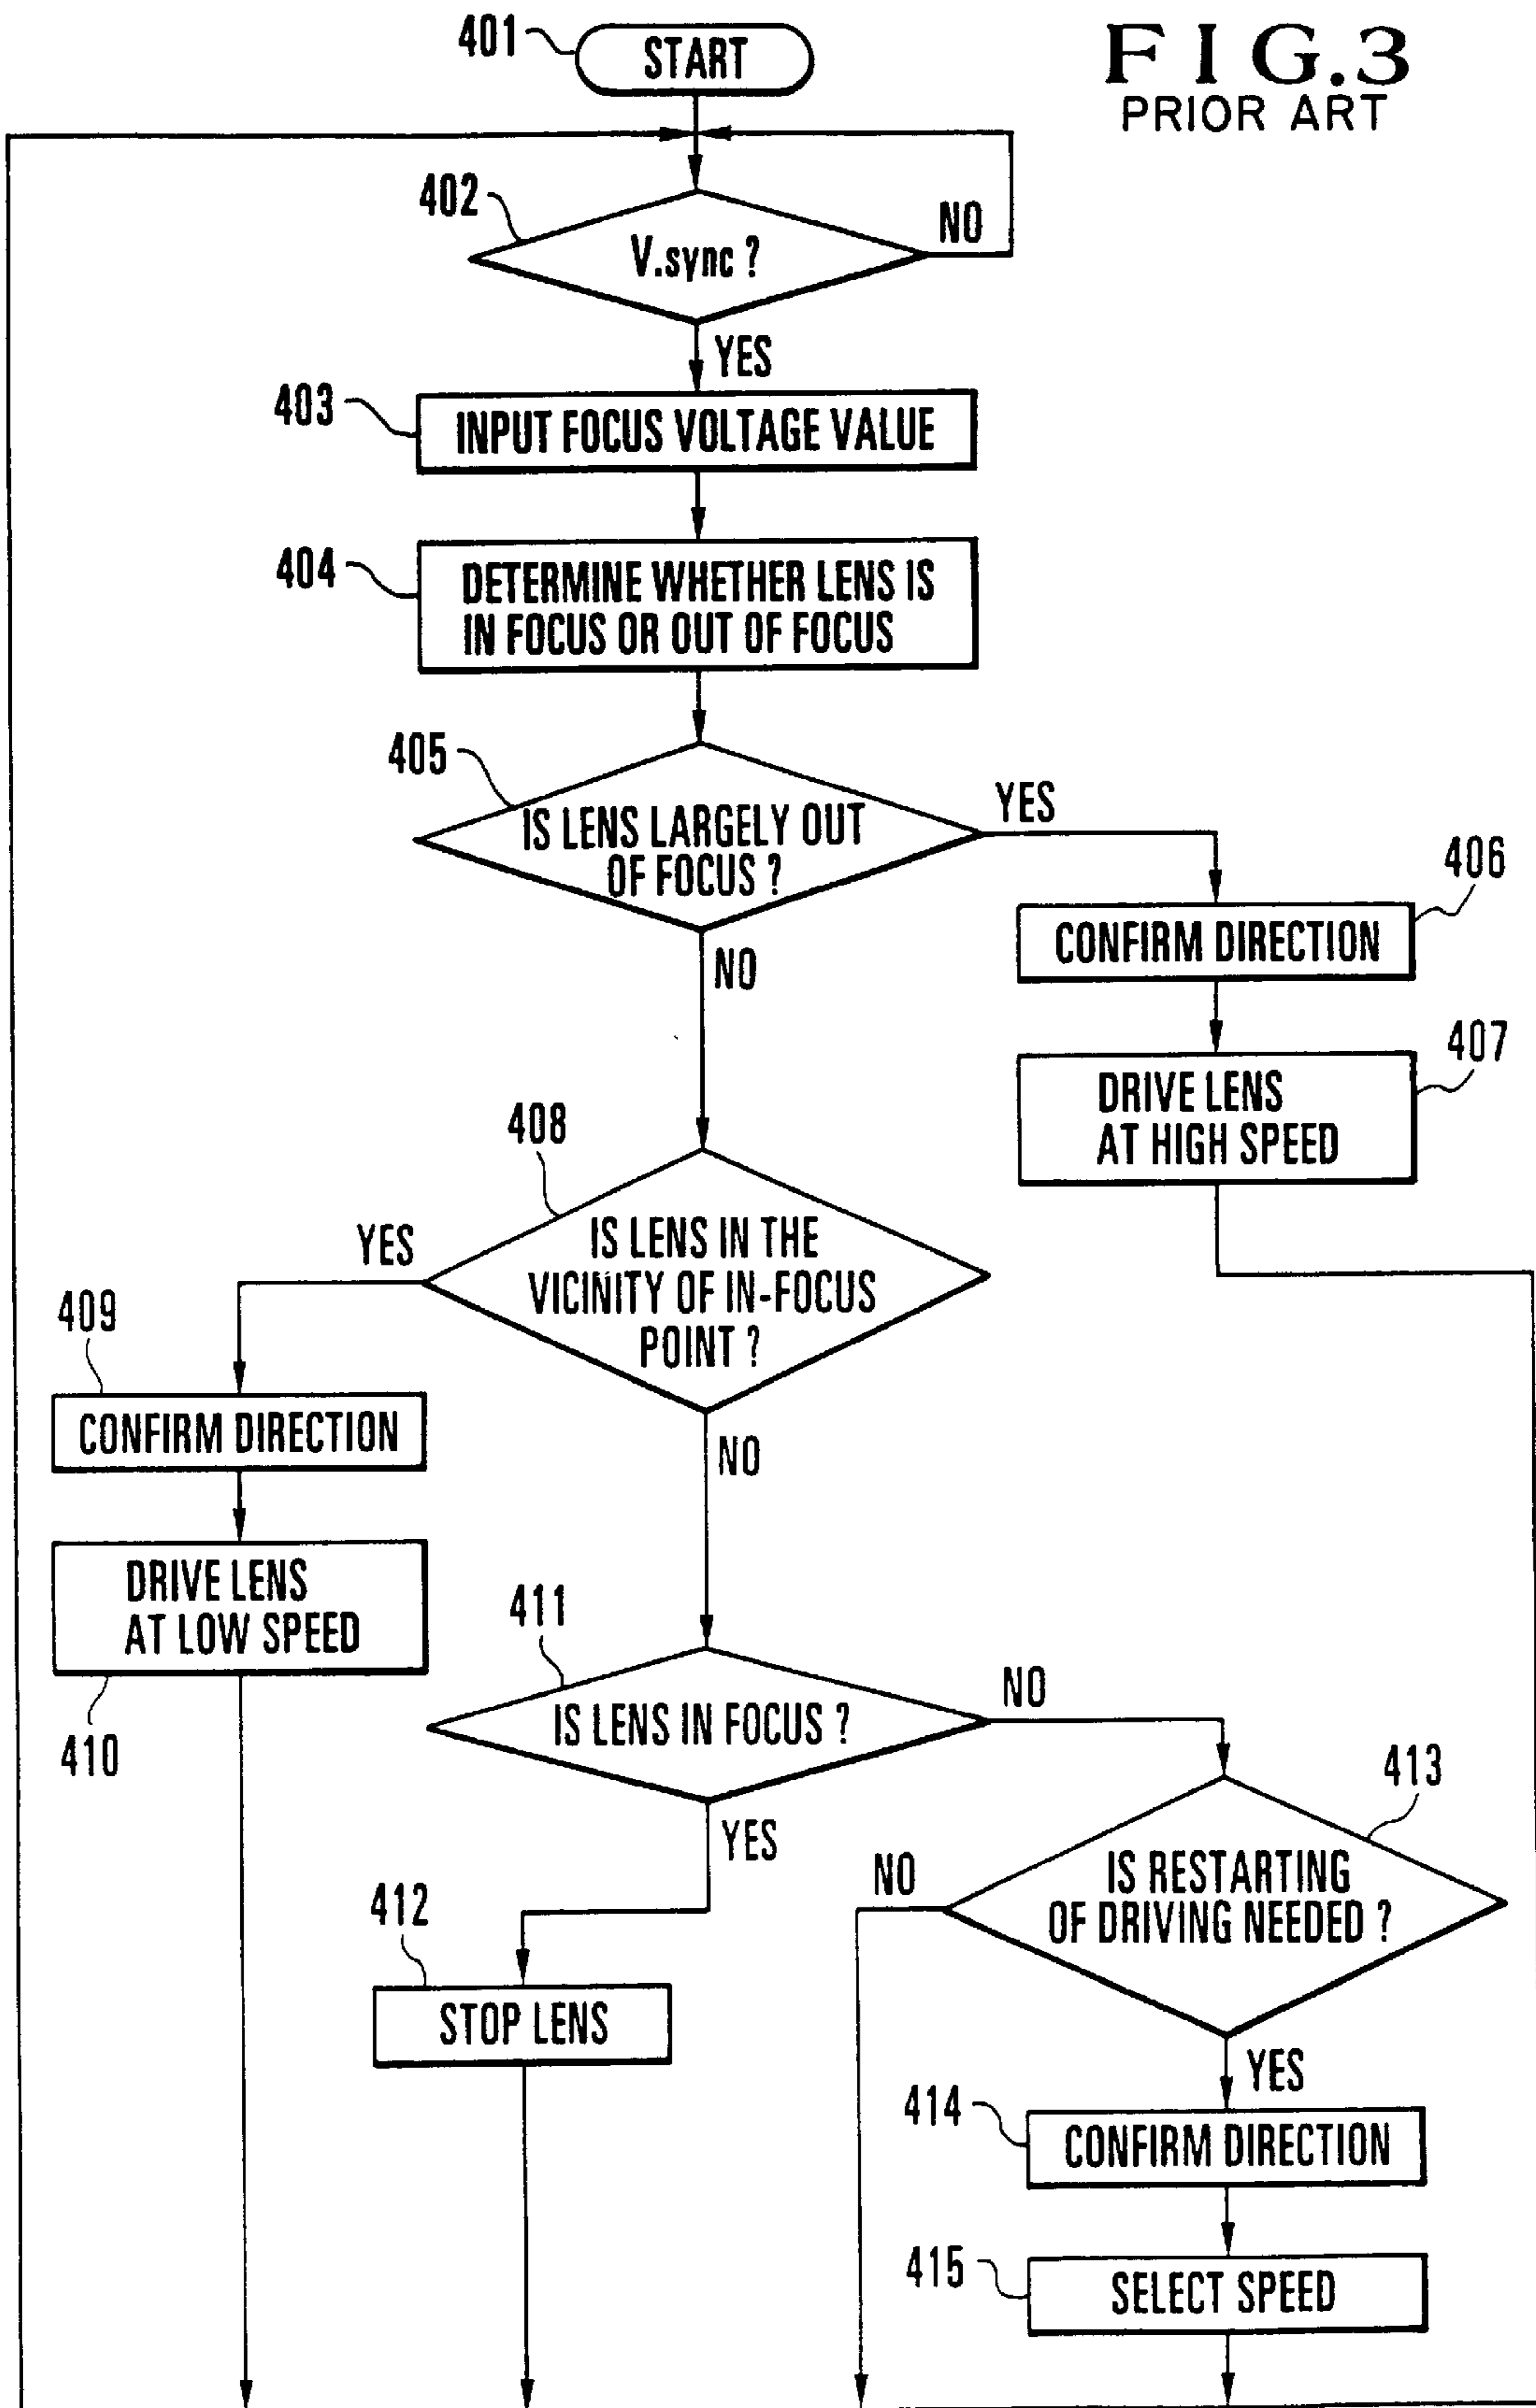 401
START
FIG.3
PRIOR ART
402
V.sync ?
NO
YES
403
INPUT FOCUS VOLTAGE VALUE
404
DETERMINE WHETHER LENS IS
IN FOCUS OR OUT OF FOCUS
405
IS LENS LARGELY OUT
OF FOCUS ?
YES
NO
406
CONFIRM DIRECTION
407
DRIVE LENS
AT HIGH SPEED
408
IS LENS IN THE
VICINITY OF IN-FOCUS
POINT ?
YES
NO
409
CONFIRM DIRECTION
DRIVE LENS
AT LOW SPEED
410
411
IS LENS IN FOCUS ?
NO
YES
412
STOP LENS
413
IS RESTARTING
OF DRIVING NEEDED ?
NO
YES
414
CONFIRM DIRECTION
415
SELECT SPEED